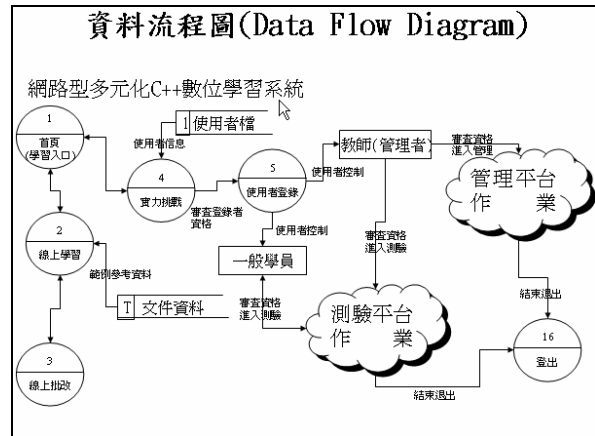 資料流程圖(Data Flow Diagram)
網路型多元化C++數位學習系統
1
首頁
(學習入口)
1 使用者檔
使用者信息
4
實力挑戰
審查登錄者
資格
5
使用者登錄
使用者控制
教師(管理者)
審查資格
進入管理
管理平台
作 業
2
線上學習
範例參考資料
T 文件資料
使用者控制
一般學員
審查資格
進入測驗
審查資格
進入測驗
測驗平台
作 業
結束退出
3
線上批改
16
登出
結束退出